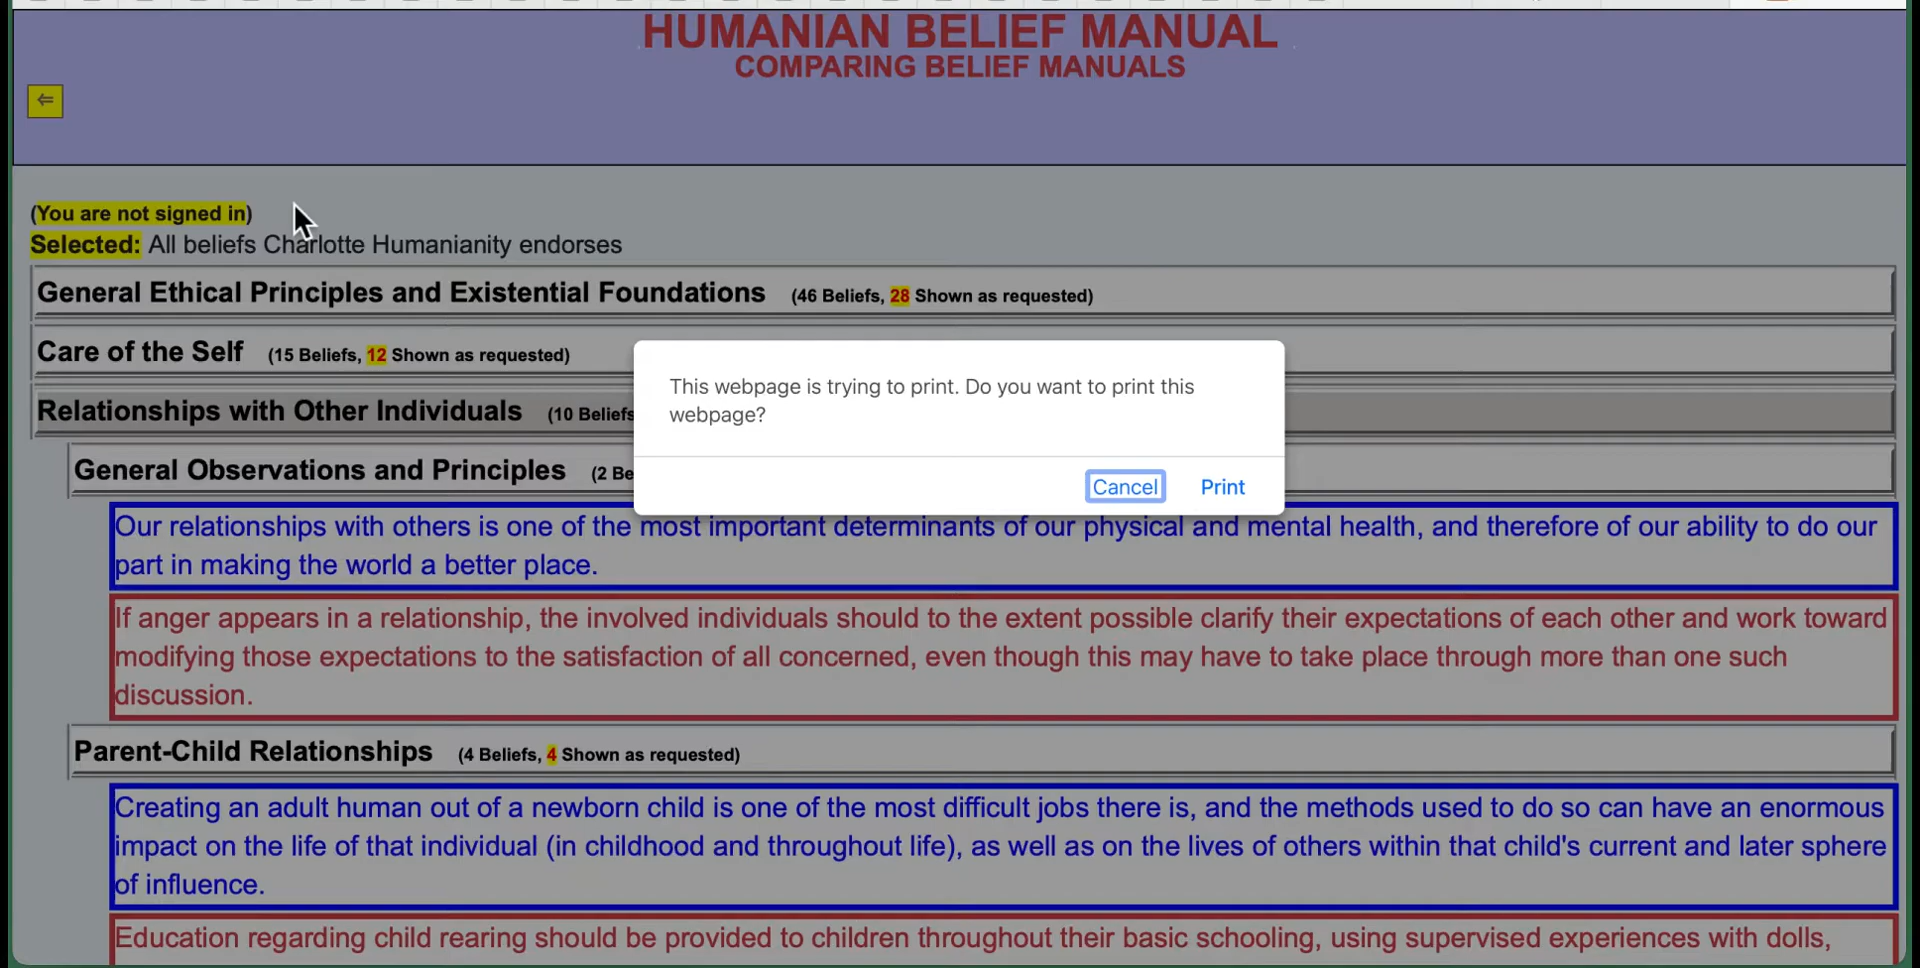 HUMANIAN BELIEF MANUAL
COMPARING BELIEF MANUALS
⇐
(You are not signed in)
Selected: All beliefs Charlotte Humanianity endorses
General Ethical Principles and Existential Foundations (46 Beliefs, 28 Shown as requested)
Care of the Self (15 Beliefs, 12 Shown as requested)
Relationships with Other Individuals (10 Beliefs
This webpage is trying to print. Do you want to print this
webpage?
Cancel Print
General Observations and Principles (2 Be
Our relationships with others is one of the most important determinants of our physical and mental health, and therefore of our ability to do our
part in making the world a better place.
If anger appears in a relationship, the involved individuals should to the extent possible clarify their expectations of each other and work toward
modifying those expectations to the satisfaction of all concerned, even though this may have to take place through more than one such
discussion.
Parent-Child Relationships (4 Beliefs, 4 Shown as requested)
Creating an adult human out of a newborn child is one of the most difficult jobs there is, and the methods used to do so can have an enormous
impact on the life of that individual (in childhood and throughout life), as well as on the lives of others within that child's current and later sphere
of influence.
Education regarding child rearing should be provided to children throughout their basic schooling, using supervised experiences with dolls,